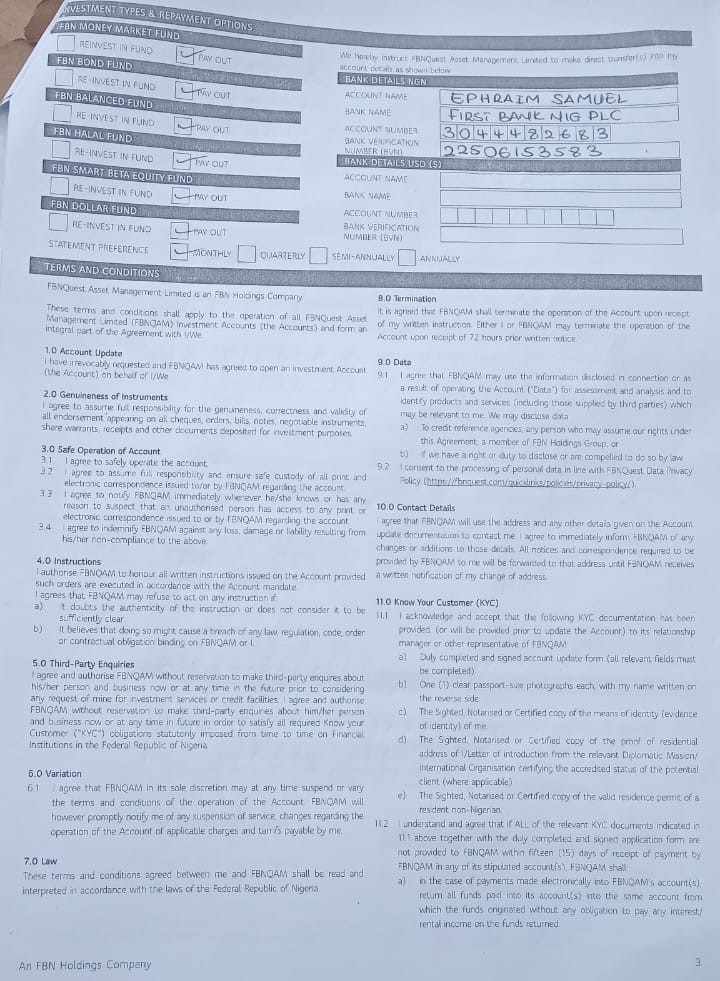 INVESTMENT TYPES & REPAYMENT OPTIONS
FBN MONEY MARKET FUND
REINVEST IN FUND PAY OUT
FBN BOND FUND
RE-INVEST IN FUND PAY OUT
FBN BALANCED FUND
RE-INVEST IN FUND PAY OUT
FBN HALAL FUND
RE-INVEST IN FUND PAY OUT
FBN SMART BETA EQUITY FUND
RE-INVEST IN FUND PAY OUT
FBN DOLLAR FUND
RE-INVEST IN FUND PAY OUT
We hereby instruct FBNQuest Asset Management Limited to make direct transfer(s) into my
account details as shown below
BANK DETAILS NGN
ACCOUNT NAME EPHRAIM SAMUEL
BANK NAME FIRST BANK NIG PLC
ACCOUNT NUMBER 3044482683
BANK VERIFICATION
NUMBER (BVN) 22506153583
BANK DETAILS USD ($)
ACCOUNT NAME
BANK NAME
ACCOUNT NUMBER
BANK VERIFICATION
NUMBER (BVN)
STATEMENT PREFERENCE MONTHLY QUARTERLY SEMI-ANNUALLY ANNUALLY
TERMS AND CONDITIONS
FBNQuest Asset Management Limited is an FBN Holdings Company.
These terms and conditions shall apply to the operation of all FBNQuest Asset
Management Limited (FBNQAM) Investment Accounts (the Accounts) and form an
integral part of the Agreement with I/We
1.0 Account Update
I have irrevocably requested and FBNQAM has agreed to open an Investment Account
(the Account) on behalf of I/We
2.0 Genuineness of Instruments
I agree to assume full responsibility for the genuineness, correctness and validity of
all endorsement appearing on all cheques, orders, bills, notes, negotiable instruments,
share warrants, receipts and other documents deposited for investment purposes.
3.0 Safe Operation of Account
3.1 I agree to safely operate the account.
3.2 I agree to assume full responsibility and ensure safe custody of all print and
electronic correspondence issued to/or by FBNQAM regarding the account.
3.3 I agree to notify FBNQAM immediately whenever he/she knows or has any
reason to suspect that an unauthorised person has access to any print or
electronic correspondence issued to or by FBNQAM regarding the account
3.4 I agree to indemnify FBNQAM against any loss, damage or liability resulting from
his/her non-compliance to the above.
4.0 Instructions
I authorise FBNQAM to honour all written instructions issued on the Account provided
such orders are executed in accordance with the Account mandate.
I agrees that FBNQAM may refuse to act on any instruction if:
a) It doubts the authenticity of the instruction or does not consider it to be
sufficiently clear.
b) It believes that doing so might cause a breach of any law, regulation, code, order
or contractual obligation binding on FBNQAM or I.
5.0 Third-Party Enquiries
I agree and authorise FBNQAM without reservation to make third-party enquires about
his/her person and business now or at any time in the future prior to considering
any request of mine for investment services or credit facilities. I agree and authorise
FBNQAM without reservation to make third-party enquiries about him/her person
and business now or at any time in future in order to satisfy all required Know your
Customer ("KYC") obligations statutorily imposed from time to time on Financial
Institutions in the Federal Republic of Nigeria.
6.0 Variation
6.1 I agree that FBNQAM in its sole discretion may at any time suspend or vary
the terms and conditions of the operation of the Account. FBNQAM will
however promptly notify me of any suspension of service, changes regarding the
operation of the Account of applicable charges and tarrifs payable by me.
7.0 Law
These terms and conditions agreed between me and FBNQAM shall be read and
interpreted in accordance with the laws of the Federal Republic of Nigeria.
8.0 Termination
It is agreed that FBNQAM shall terminate the operation of the Account upon receipt
of my written instruction. Either I or FBNQAM may terminate the operation of the
Account upon receipt of 72 hours prior written notice.
9.0 Data
9.1 I agree that FBNQAM may use the information disclosed in connection or as
a result of operating the Account ("Data") for assessment and analysis and to
identify products and services (including those supplied by third parties) which
may be relevant to me. We may disclose data
a) To credit reference agencies, any person who may assume our rights under
this Agreement, a member of FBN Holdings Group, or
b) If we have a right or duty to disclose or are compelled to do so by law
9.2 I consent to the processing of personal data in line with FBNQuest Data Privacy
Policy (https://fbnquest.com/quicklinks/policies/privacy-policy/).
10.0 Contact Details
I agree that FBNQAM will use the address and any other details given on the Account
update documentation to contact me. I agree to immediately inform FBNQAM of any
changes or additions to those details. All notices and correspondence required to be
provided by FBNQAM to me will be forwarded to that address until FBNQAM receives
a written notification of my change of address.
11.0 Know Your Customer (KYC)
11.1 I acknowledge and accept that the following KYC documentation has been
provided (or will be provided prior to update the Account) to its relationship
manager or other representative of FBNQAM:
a) Duly completed and signed account update form (all relevant fields must
be completed).
b) One (1) clear passport-size photographs each, with my name written on
the reverse side.
c) The Sighted, Notarised or Certified copy of the means of identity (evidence
of identity) of me.
d) The Sighted, Notarised or Certified copy of the proof of residential
address of I/Letter of introduction from the relevant Diplomatic Mission/
International Organisation certifying the accredited status of the potential
client (where applicable)
e) The Sighted, Notarised or Certified copy of the valid residence permit of a
resident non-Nigerian.
11.2 I understand and agree that if ALL of the relevant KYC documents indicated in
11.1 above together with the duly completed and signed application form are
not provided to FBNQAM within fifteen (15) days of receipt of payment by
FBNQAM in any of its stipulated account(s), FBNQAM shall:
a) in the case of payments made electronically into FBNQAM's account(s)
return all funds paid into its account(s) into the same account from
which the funds originated without any obligation to pay any interest/
rental income on the funds returned.
An FBN Holdings Company
3